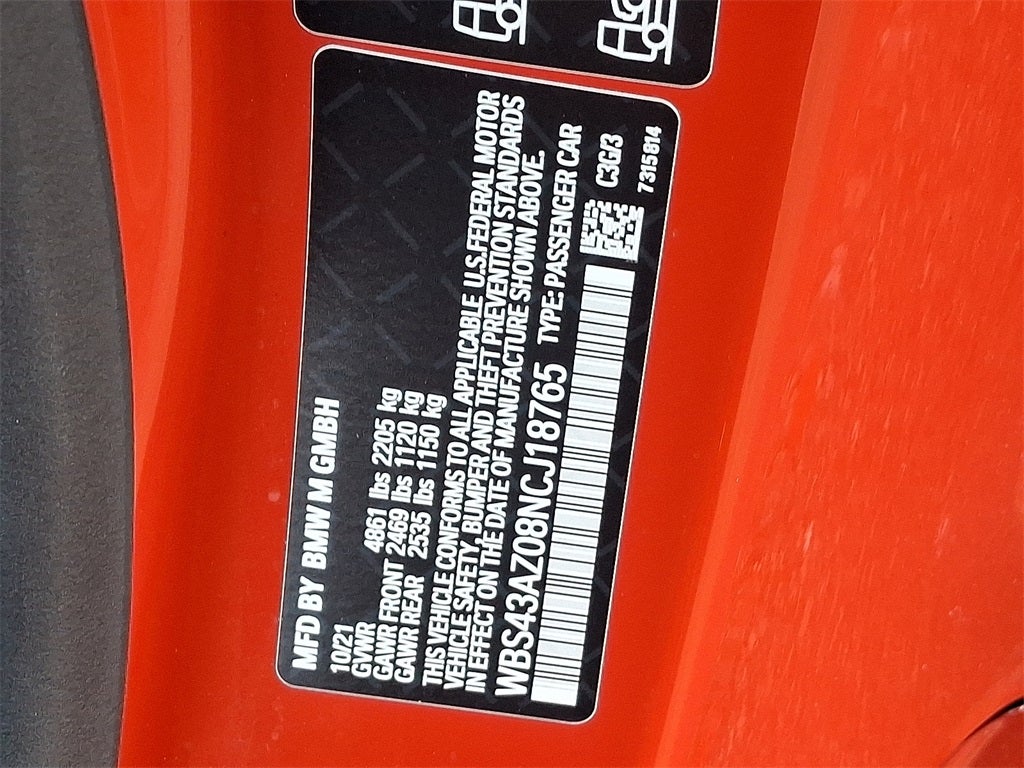 MFD BY BMW M GMBH
10/21
GVWR 4861 lbs 2205 kg
GAWR FRONT 2469 lbs 1120 kg
GAWR REAR 2535 lbs 1150 kg
THIS VEHICLE CONFORMS TO ALL APPLICABLE U.S.FEDERAL MOTOR
VEHICLE SAFETY, BUMPER AND THEFT PREVENTION STANDARDS
IN EFFECT ON THE DATE OF MANUFACTURE SHOWN ABOVE.
WBS43AZ08NCJ18765 TYPE: PASSENGER CAR
C3G/3
7315814